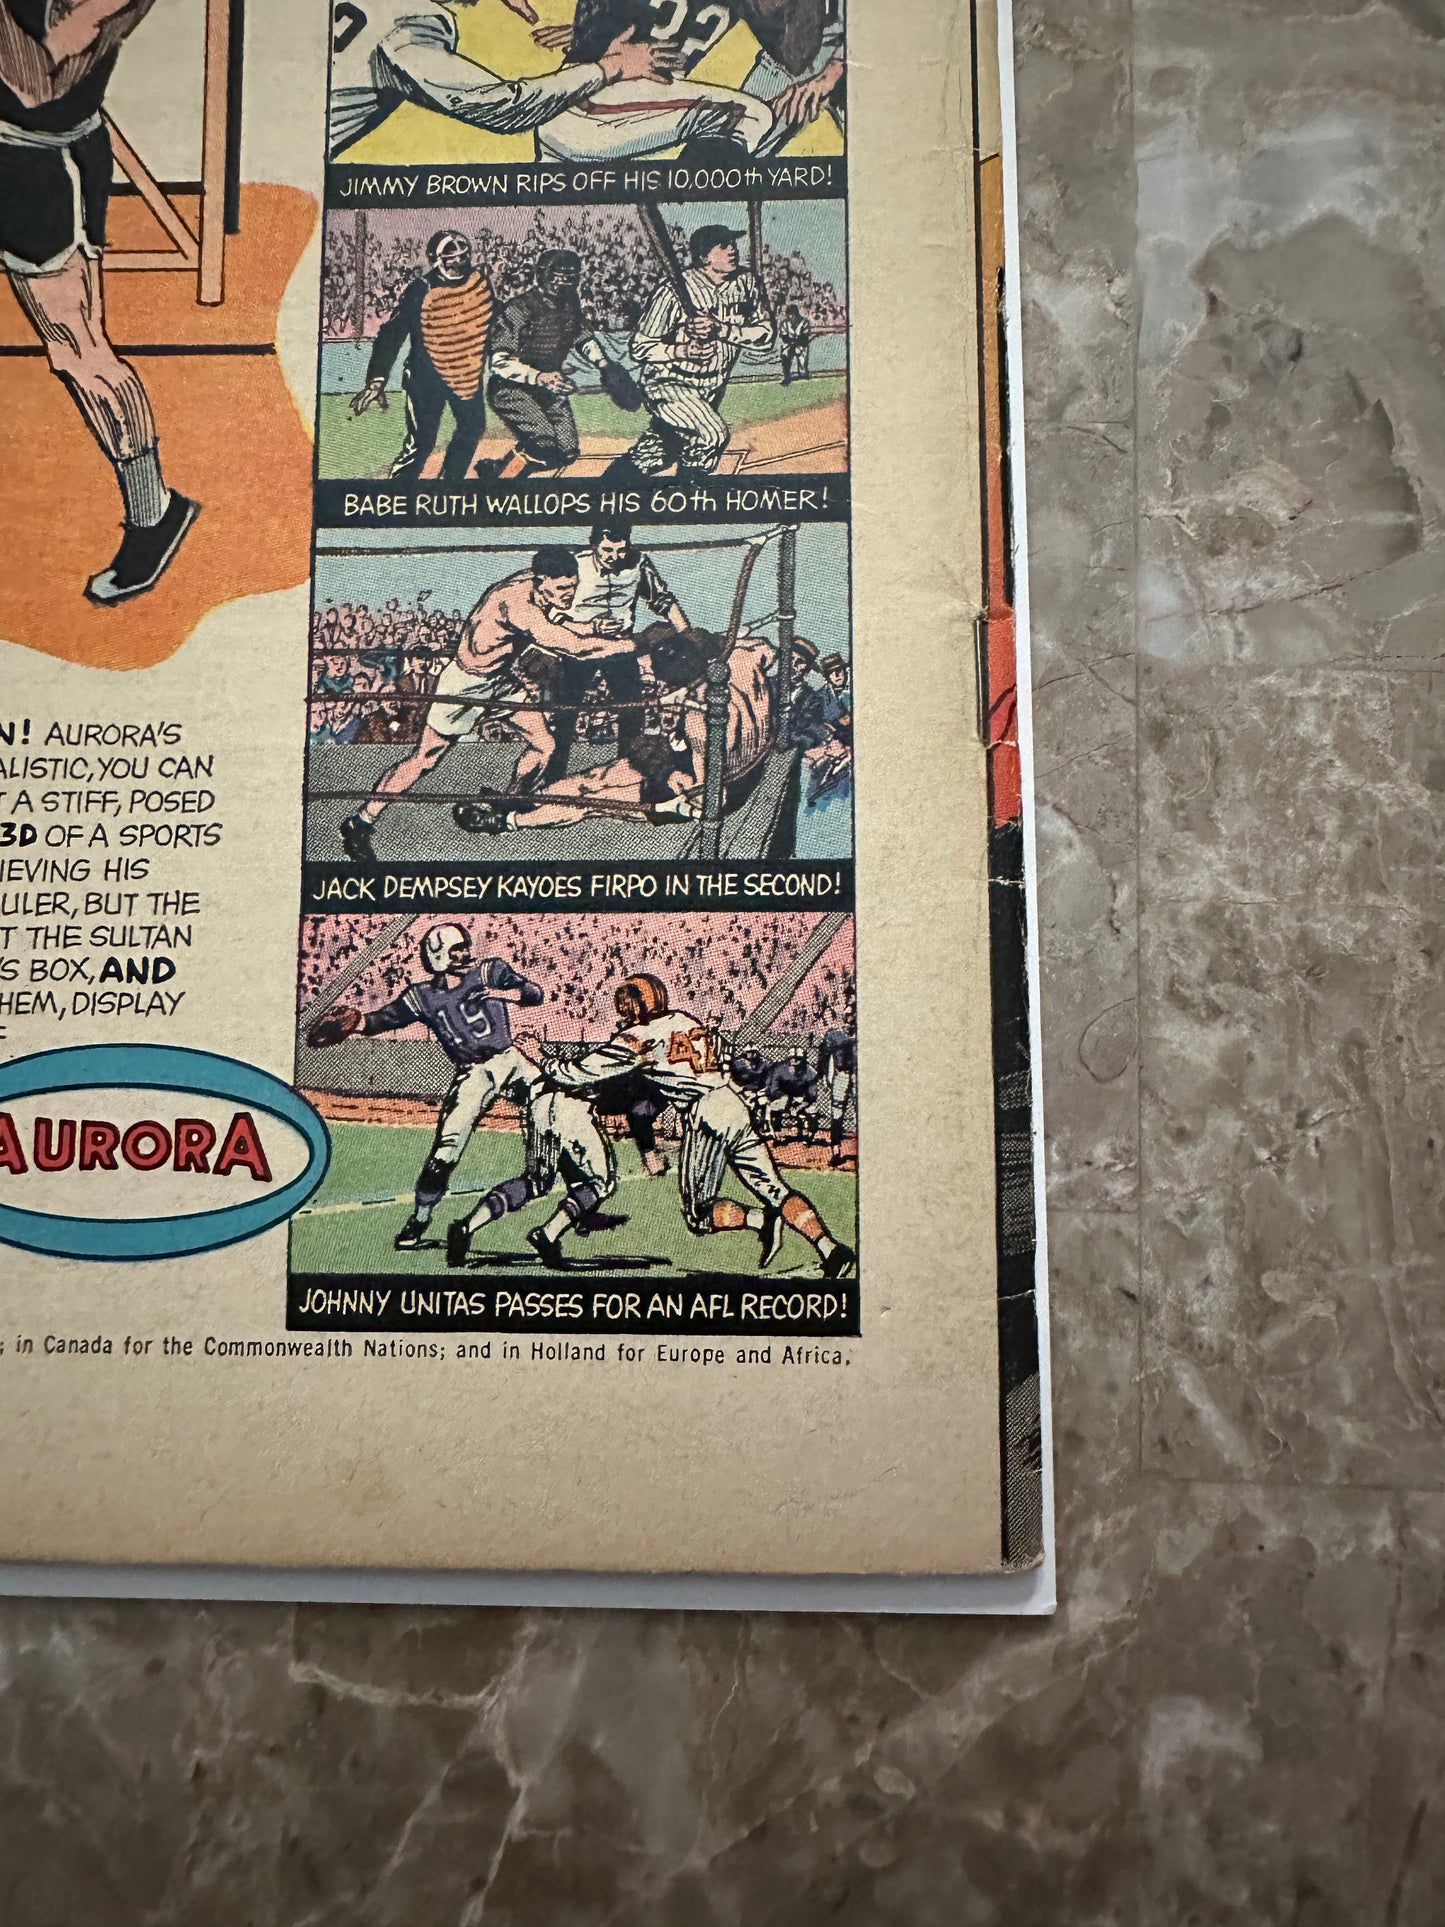 32
JIMMY BROWN RIPS OFF HIS 10,000th YARD!
BABE RUTH WALLOPS HIS 60th HOMER!
JACK DEMPSEY KAYOES FIRPO IN THE SECOND!
N! AURORA'S
ALISTIC, YOU CAN
T A STIFF, POSED
3D OF A SPORTS
IEVING HIS
ULER, BUT THE
T THE SULTAN
'S BOX, AND
HEM, DISPLAY
AURORA
15
47
JOHNNY UNITAS PASSES FOR AN AFL RECORD!
; in Canada for the Commonwealth Nations; and in Holland for Europe and Africa.